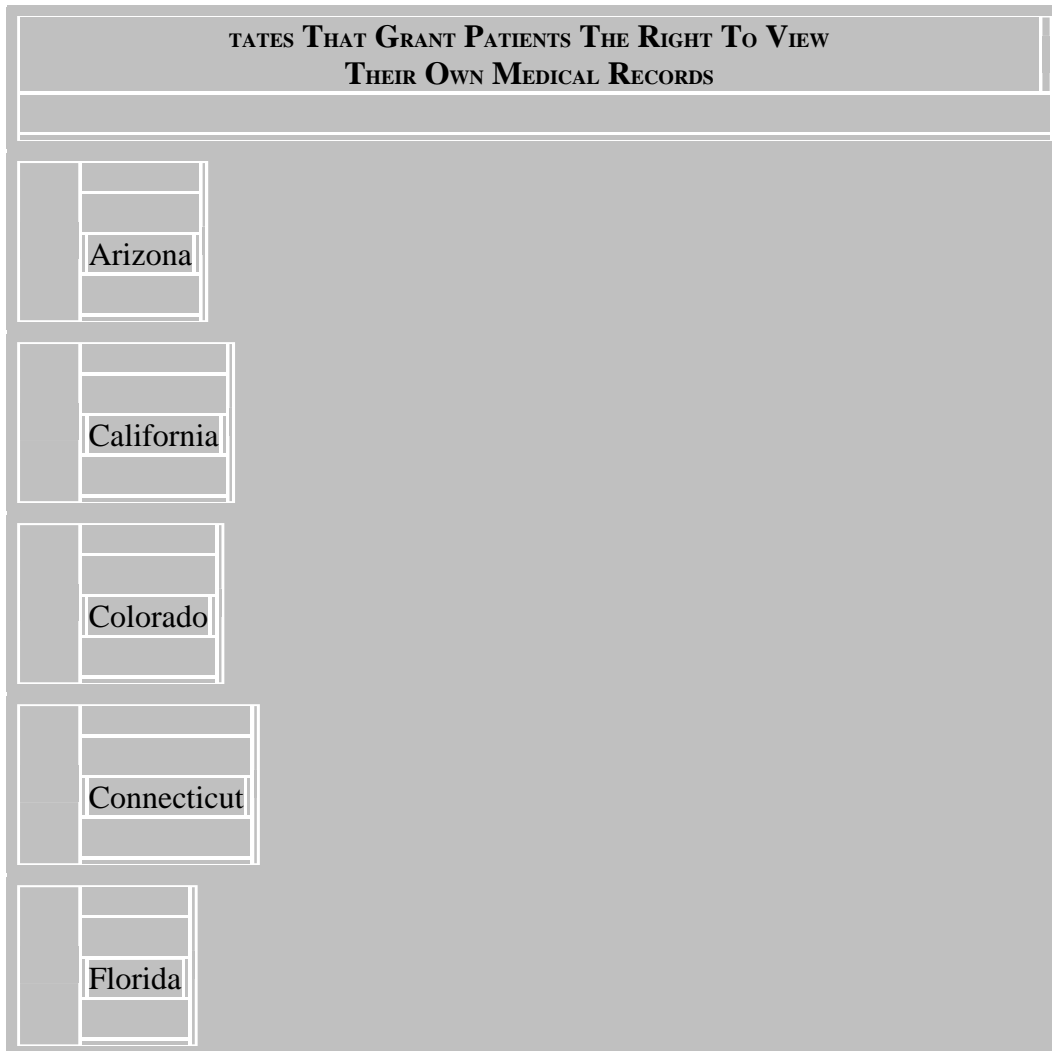 tates That Grant Patients The Right To View
Their Own Medical Records
Arizona
California
Colorado
Connecticut
Florida